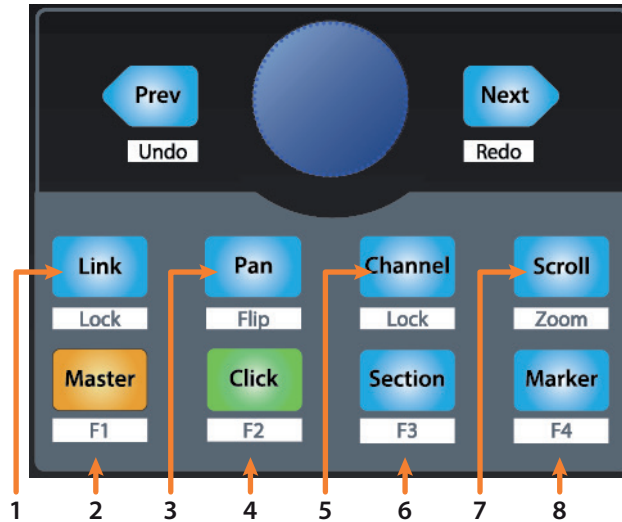 Prev Next
Undo Redo
Link Pan Channel Scroll
Lock Flip Lock Zoom
Master Click Section Marker
F1 F2 F3 F4
1 2 3 4 5 6 7 8